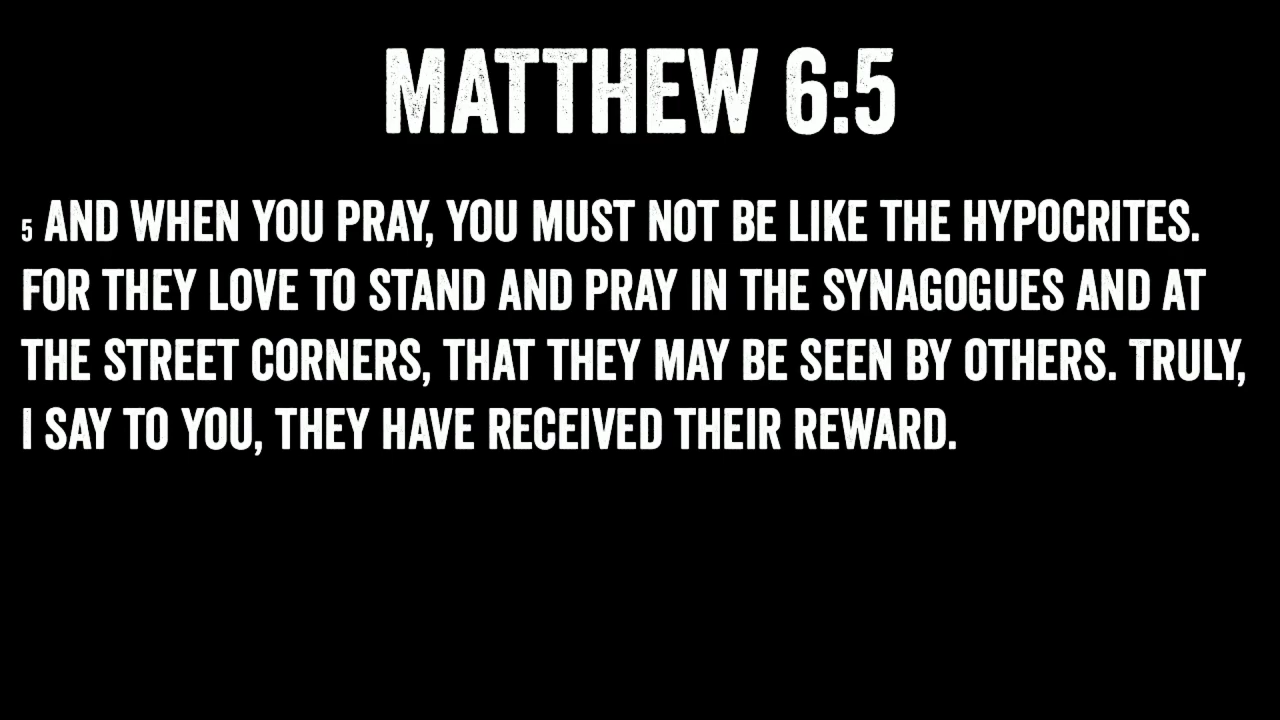 MATTHEW 6:5
5 AND WHEN YOU PRAY, YOU MUST NOT BE LIKE THE HYPOCRITES.
FOR THEY LOVE TO STAND AND PRAY IN THE SYNAGOGUES AND AT
THE STREET CORNERS, THAT THEY MAY BE SEEN BY OTHERS. TRULY,
I SAY TO YOU, THEY HAVE RECEIVED THEIR REWARD.